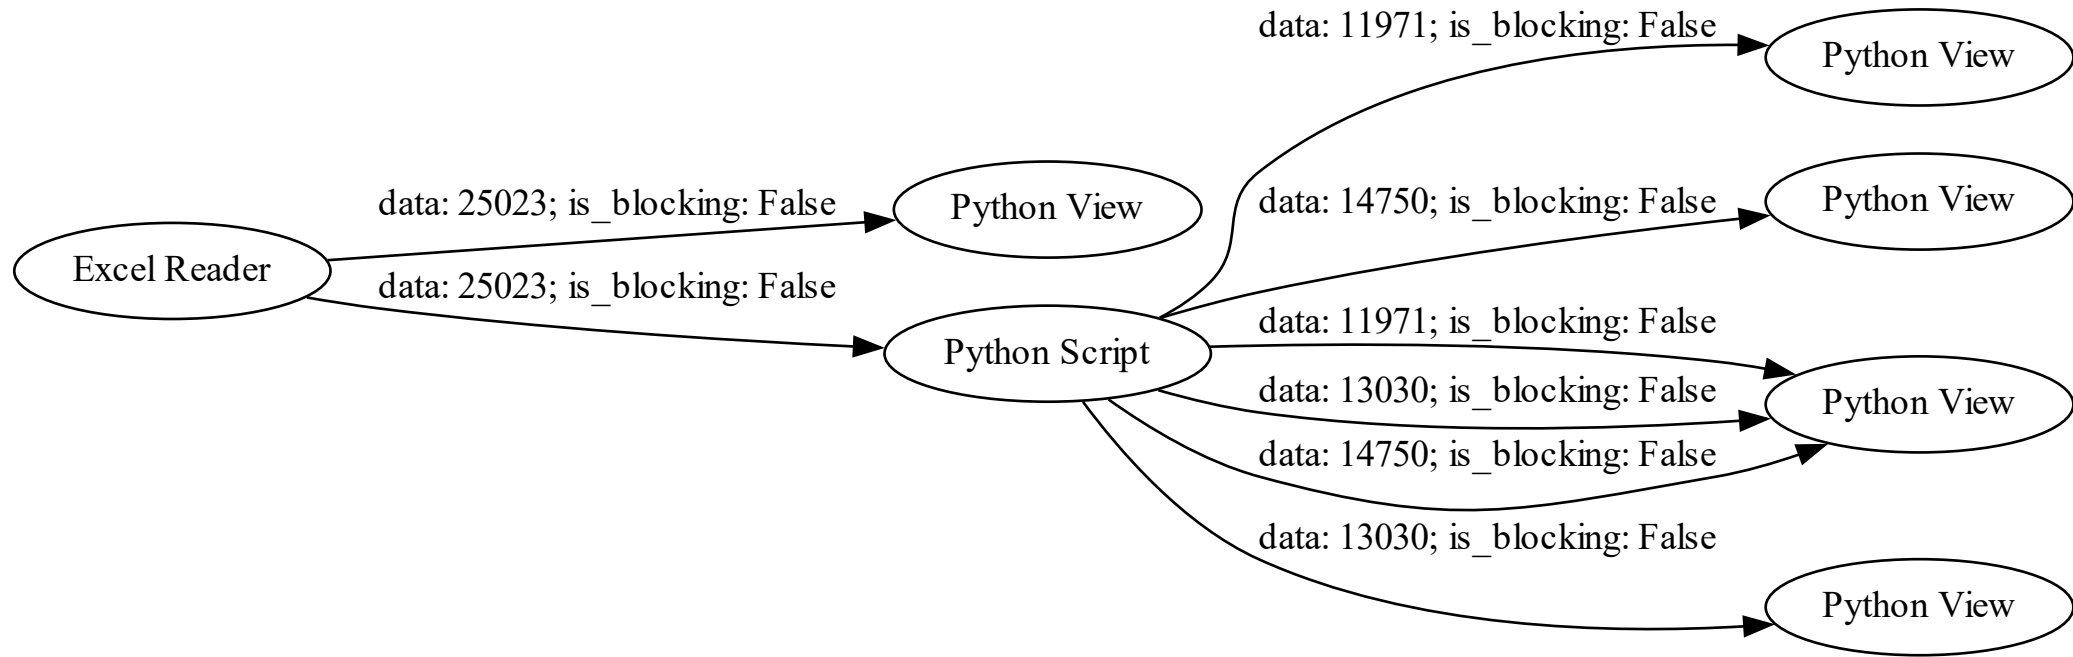 data: 11971; is_blocking: False
Python View
data: 14750; is_blocking: False
Python View
data: 25023; is_blocking: False
Python View
Excel Reader
data: 25023; is_blocking: False
Python Script
data: 11971; is_blocking: False
data: 13030; is_blocking: False
Python View
data: 14750; is_blocking: False
data: 13030; is_blocking: False
Python View